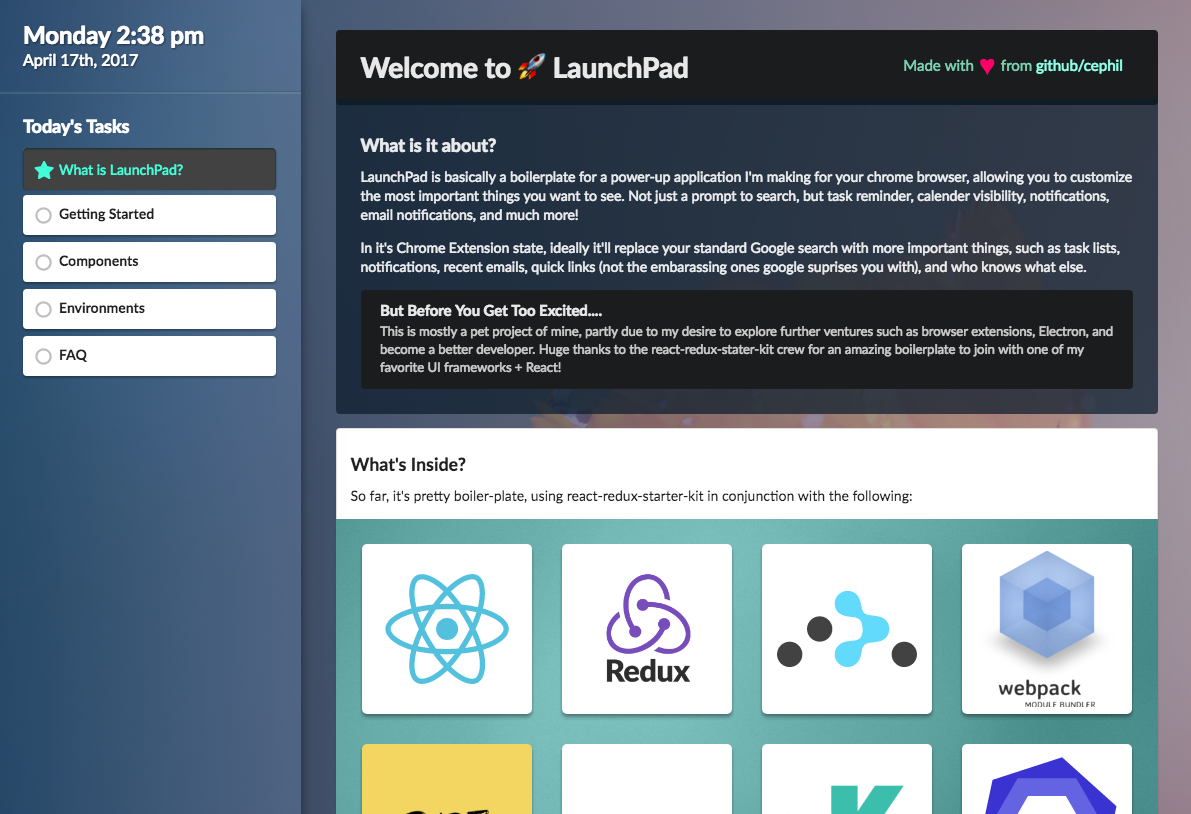 Monday 2:38 pm
April 17th, 2017
Today's Tasks
What is LaunchPad?
Getting Started
Components
Environments
FAQ
Welcome to 🚀 LaunchPad
Made with ♥ from github/cephil
What is it about?
LaunchPad is basically a boilerplate for a power-up application I'm making for your chrome browser, allowing you to customize
the most important things you want to see. Not just a prompt to search, but task reminder, calender visibility, notifications,
email notifications, and much more!
In it's Chrome Extension state, ideally it'll replace your standard Google search with more important things, such as task lists,
notifications, recent emails, quick links (not the embarassing ones google suprises you with), and who knows what else.
But Before You Get Too Excited....
This is mostly a pet project of mine, partly due to my desire to explore further ventures such as browser extensions, Electron, and
become a better developer. Huge thanks to the react-redux-stater-kit crew for an amazing boilerplate to join with one of my
favorite UI frameworks + React!
What's Inside?
So far, it's pretty boiler-plate, using react-redux-starter-kit in conjunction with the following:
Redux
webpack
MODULE BUNDLER